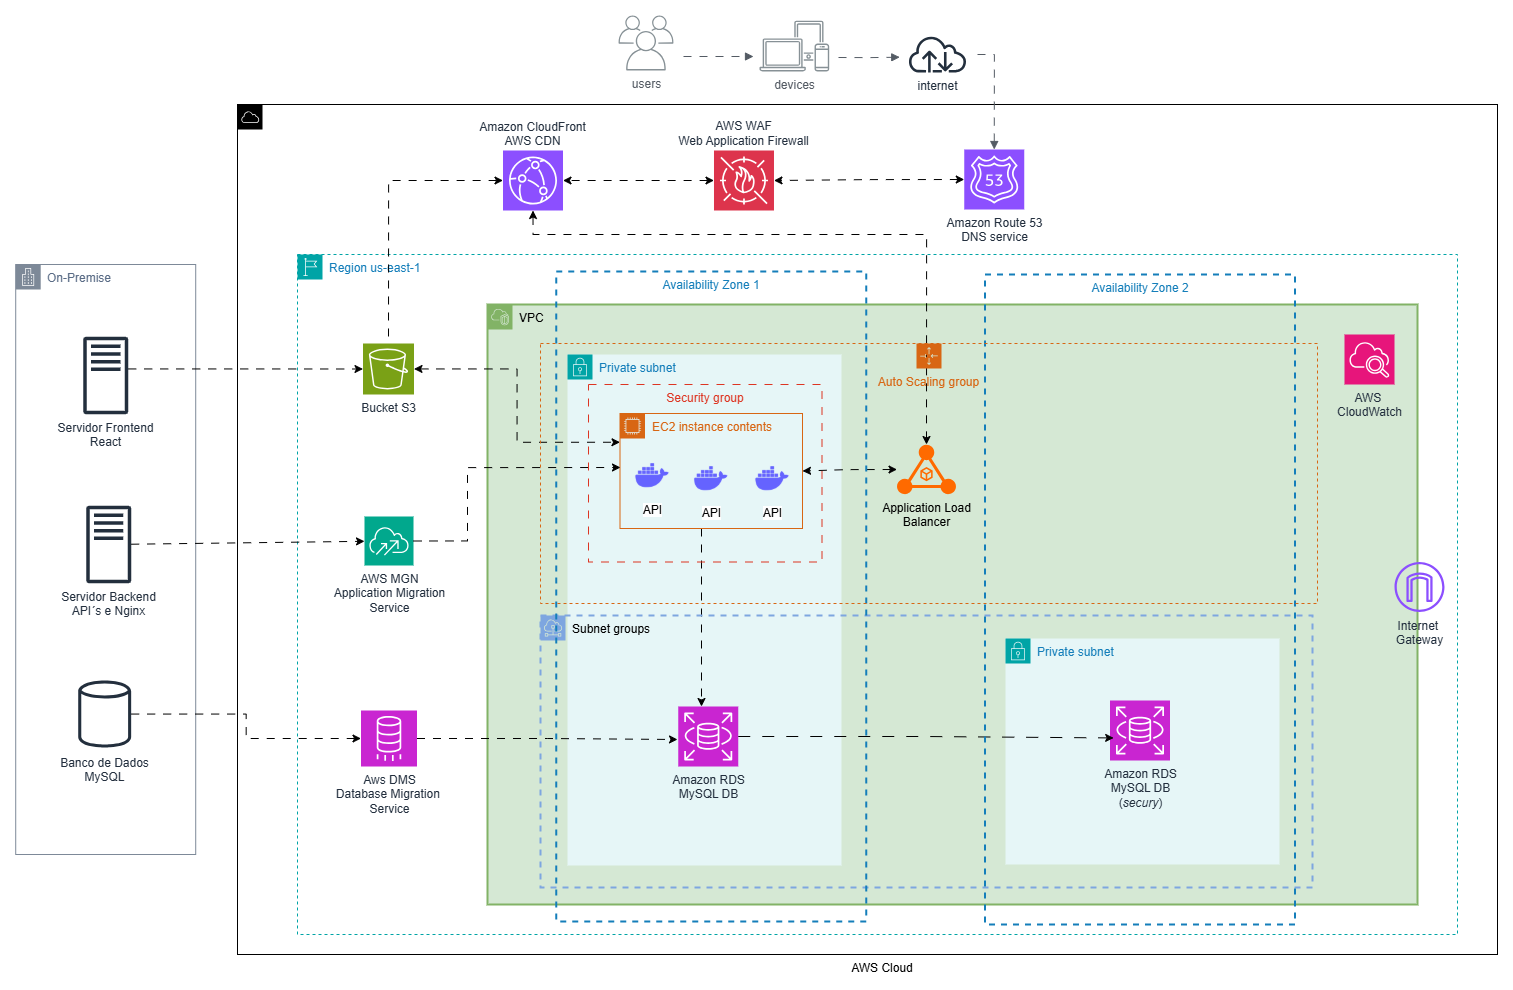 users
devices
internet
Amazon CloudFront
AWS CDN
AWS WAF
Web Application Firewall
53
Amazon Route 53
DNS service
On-Premise
Region us-east-1
Availability Zone 1
Availability Zone 2
VPC
Servidor Frontend
React
Bucket S3
Private subnet
Security group
EC2 instance contents
API
API
API
Auto Scaling group
Application Load
Balancer
AWS
CloudWatch
Servidor Backend
API´s e Nginx
AWS MGN
Application Migration
Service
Internet
Gateway
Subnet groups
Private subnet
Banco de Dados
MySQL
Aws DMS
Database Migration
Service
Amazon RDS
MySQL DB
Amazon RDS
MySQL DB
(secury)
AWS Cloud